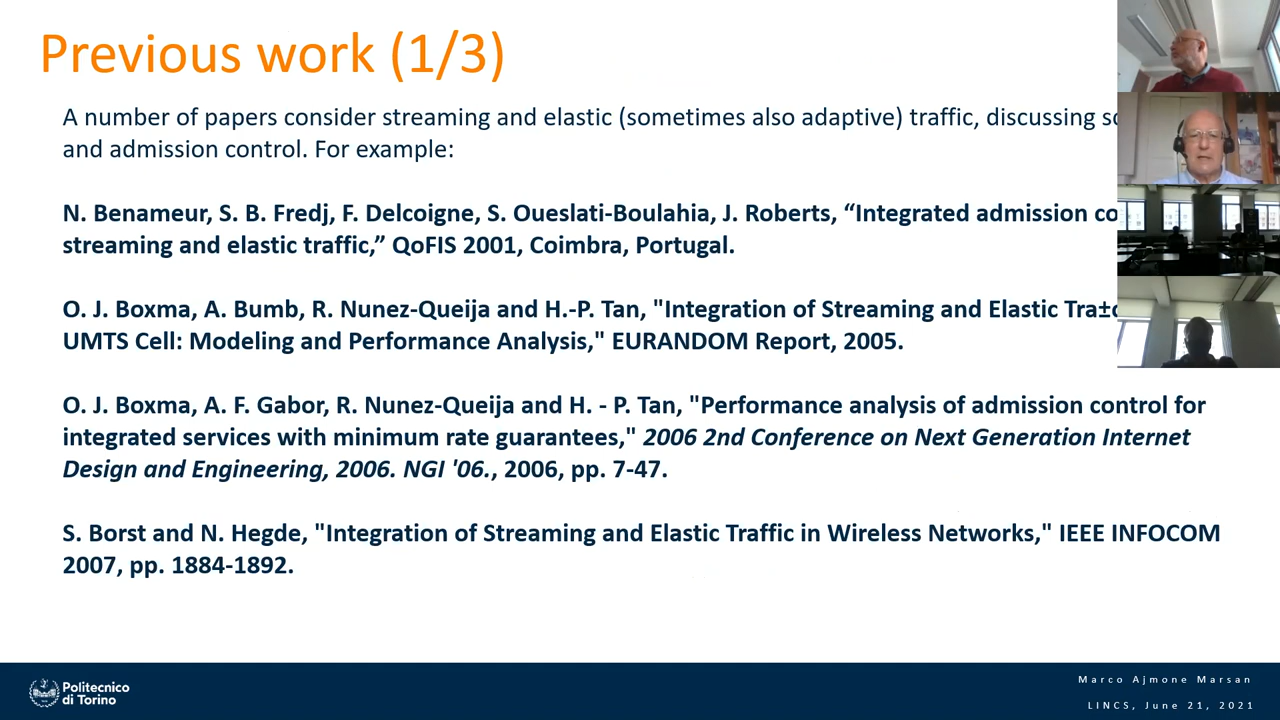 Previous work (1/3)
A number of papers consider streaming and elastic (sometimes also adaptive) traffic, discussing
and admission control. For example:
N. Benameur, S. B. Fredj, F. Delcoigne, S. Oueslati-Boulahia, J. Roberts, “Integrated admission
streaming and elastic traffic,” QoFIS 2001, Coimbra, Portugal.
O. J. Boxma, A. Bumb, R. Nunez-Queija and H.-P. Tan, "Integration of Streaming and Elastic
UMTS Cell: Modeling and Performance Analysis," EURANDOM Report, 2005.
O. J. Boxma, A. F. Gabor, R. Nunez-Queija and H. - P. Tan, "Performance analysis of admission control for
integrated services with minimum rate guarantees," 2006 2nd Conference on Next Generation Internet
Design and Engineering, 2006. NGI '06., 2006, pp. 7-47.
S. Borst and N. Hegde, "Integration of Streaming and Elastic Traffic in Wireless Networks," IEEE INFOCOM
2007, pp. 1884-1892.
Politecnico
di Torino
Marco Ajmone Marsan
LINCS, June 21, 2021